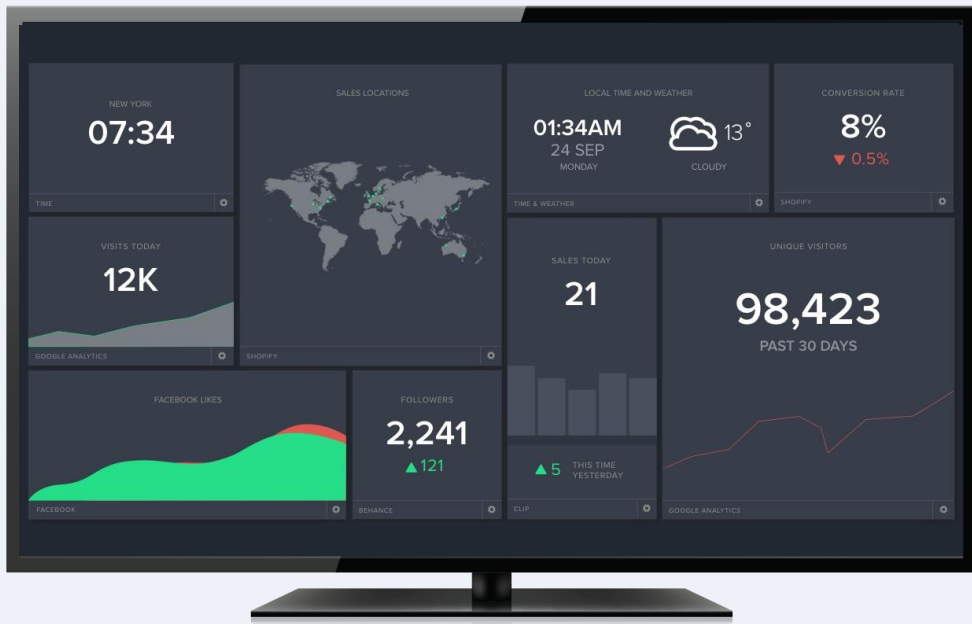 NEW YORK
07:34
TIME
SALES LOCATIONS
SHOPIFY
LOCAL TIME AND WEATHER
01:34AM
24 SEP
MONDAY
13°
CLOUDY
TIME & WEATHER
CONVERSION RATE
8%
▼ 0.5%
SHOPIFY
VISITS TODAY
12K
GOOGLE ANALYTICS
SALES TODAY
21
▲ 5 THIS TIME
YESTERDAY
CLIP
UNIQUE VISITORS
98,423
PAST 30 DAYS
GOOGLE ANALYTICS
FACEBOOK LIKES
FACEBOOK
FOLLOWERS
2,241
▲ 121
BEHANCE